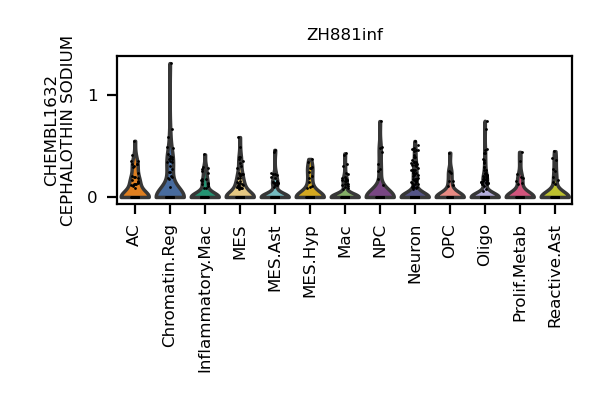 ZH881inf
CHEMBL1632
CEPHALOTHIN SODIUM
1
0
AC
Chromatin.Reg
Inflammatory.Mac
MES
MES.Ast
MES.Hyp
Mac
NPC
Neuron
OPC
Oligo
Prolif.Metab
Reactive.Ast